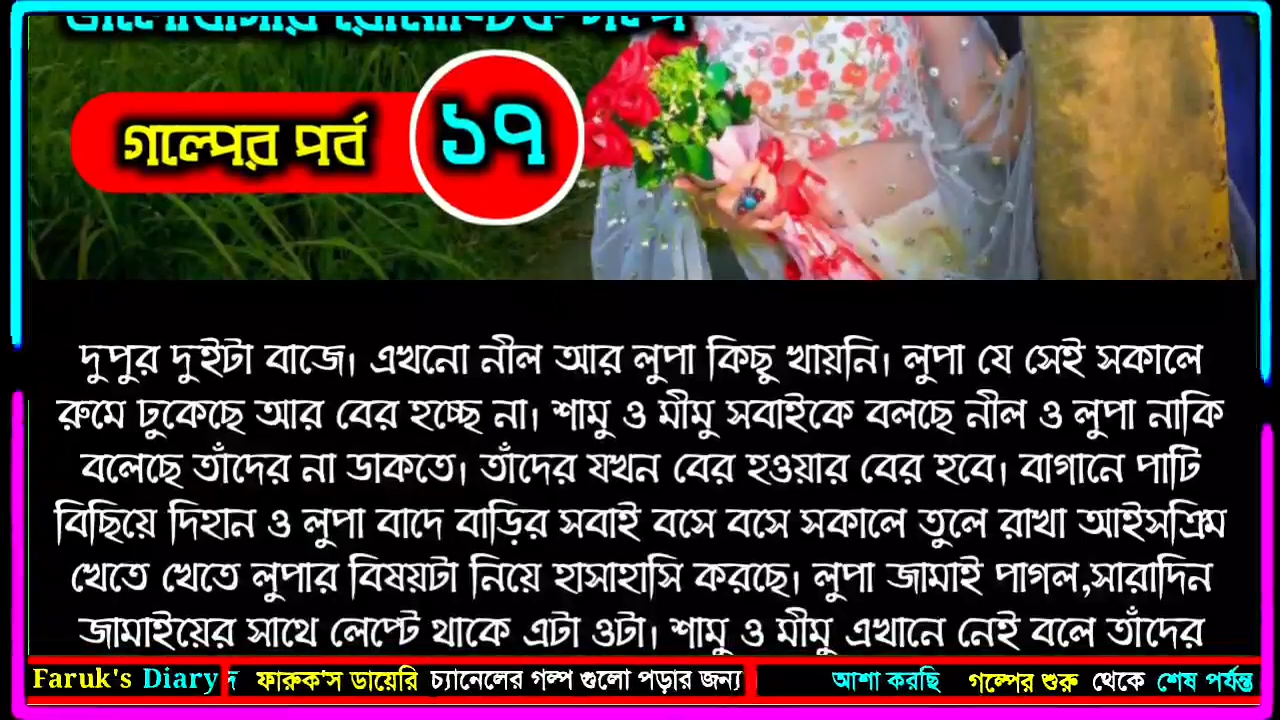 ভালোবাসার রোমান্টিক গল্প
গল্পের পর্ব ১৭
দুপুর দুইটা বাজে। এখনো নীল আর লুপা কিছু খায়নি। লুপা যে সেই সকালে
রুমে ঢুকেছে আর বের হচ্ছে না। শামু ও মীমু সবাইকে বলছে নীল ও লুপা নাকি
বলেছে তাঁদের না ডাকতে। তাঁদের যখন বের হওয়ার বের হবে। বাগানে পাটি
বিছিয়ে দিহান ও লুপা বাদে বাড়ির সবাই বসে বসে সকালে তুলে রাখা আইসক্রিম
খেতে খেতে লুপার বিষয়টা নিয়ে হাসাহাসি করছে। লুপা জামাই পাগল,সারাদিন
জামাইয়ের সাথে লেপ্টে থাকে এটা ওটা। শামু ও মীমু এখানে নেই বলে তাঁদের
Faruk's Diary ফারুক'স ডায়েরি চ্যানেলের গল্প গুলো পড়ার জন্য আশা করছি গল্পের শুরু থেকে শেষ পর্যন্ত